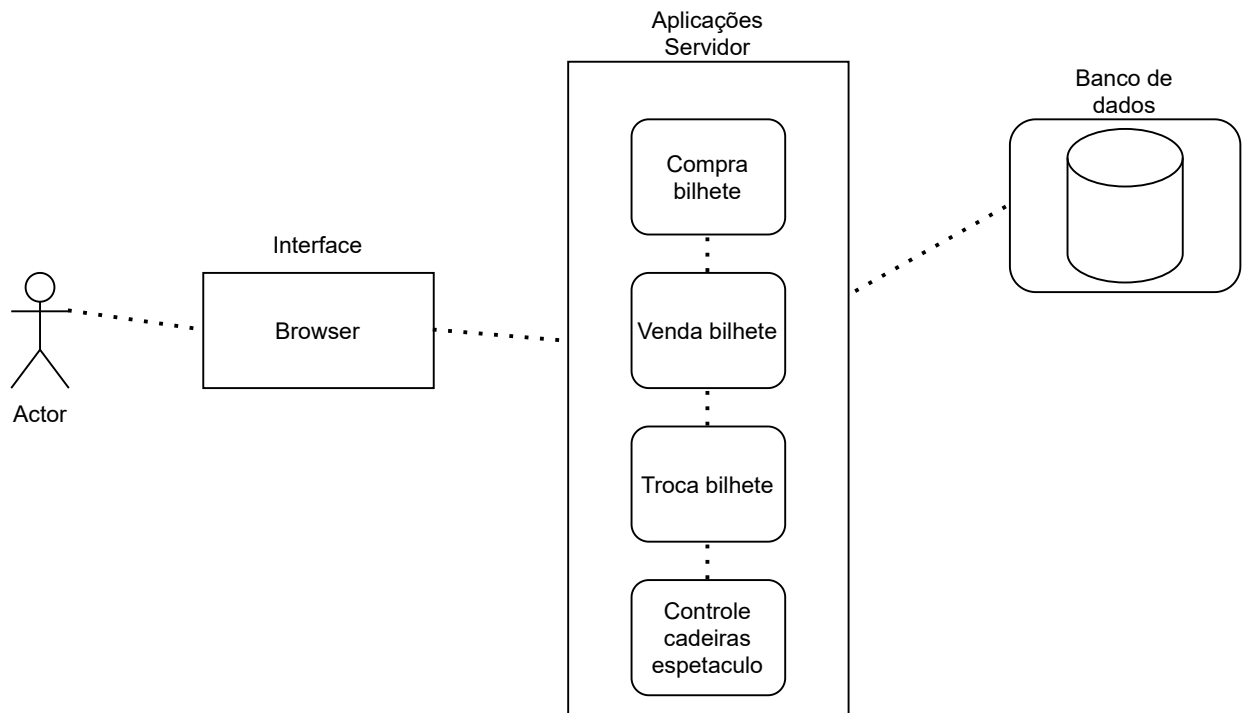 Aplicações
Servidor
Banco de
dados
Compra
bilhete
Interface
Browser
Venda bilhete
Actor
Troca bilhete
Controle
cadeiras
espetaculo